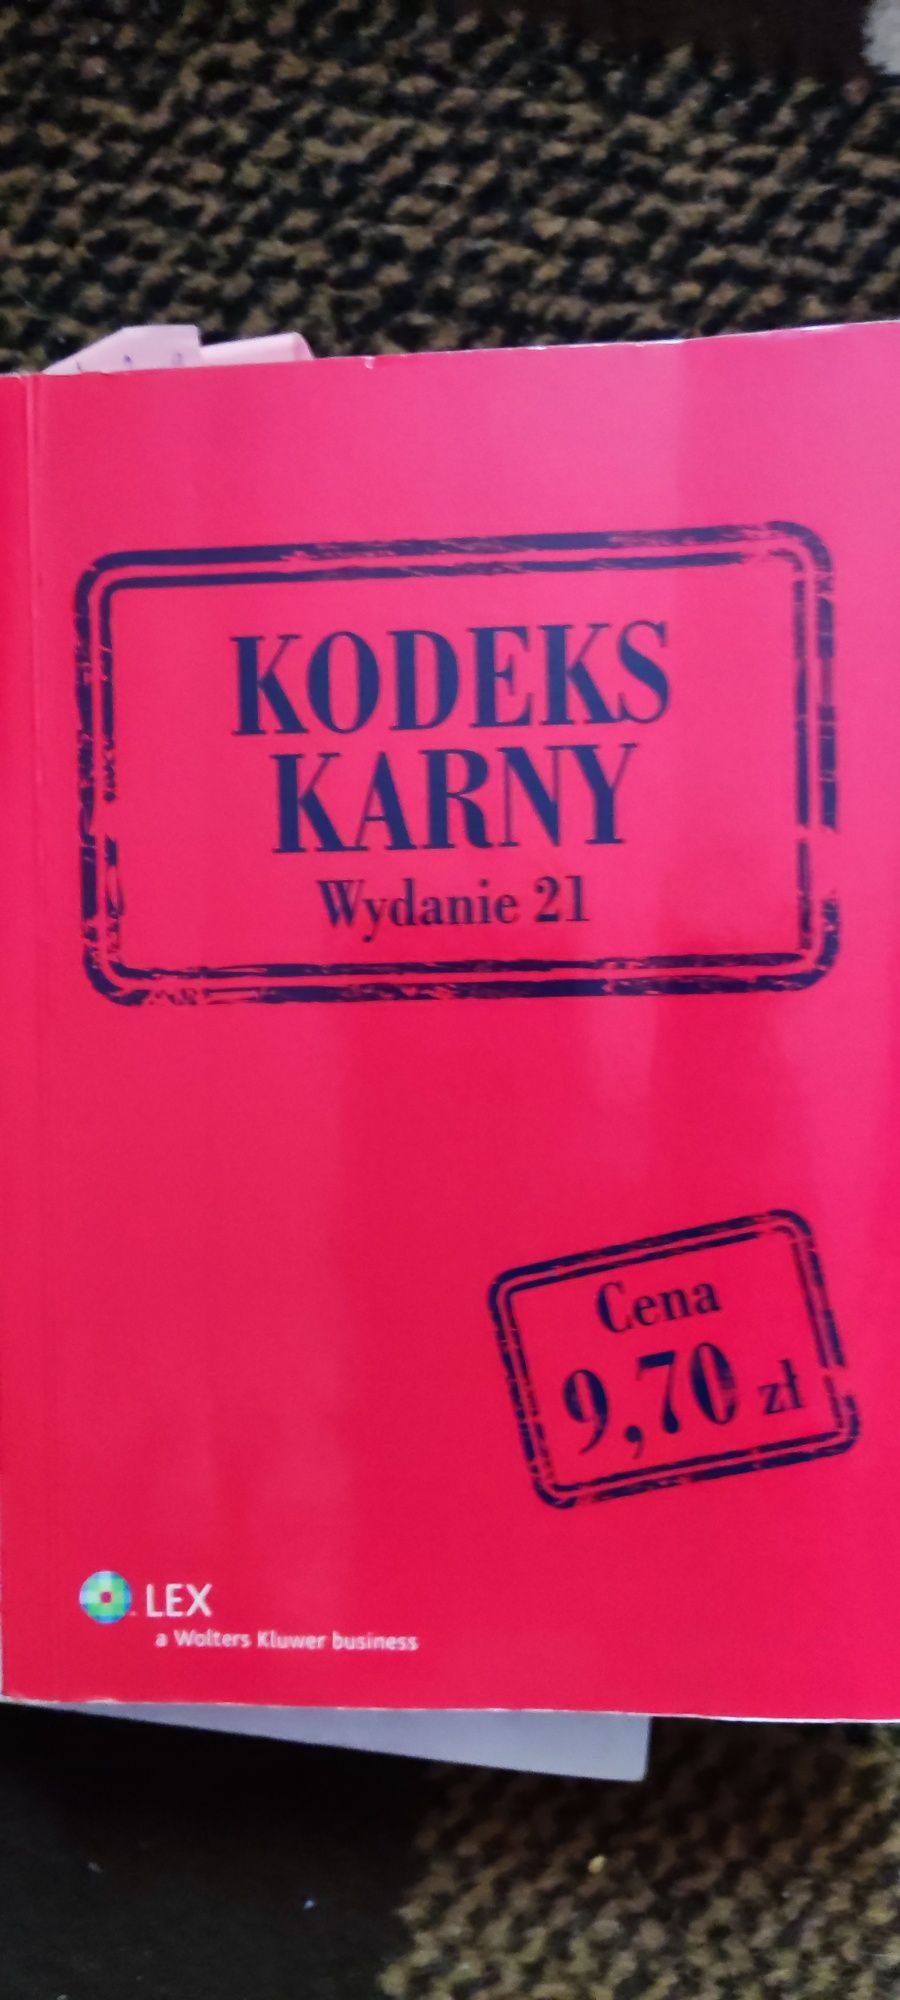 KODEKS
KARNY
Wydanie 21
Cena
9,70 zł
LEX
a Wolters Kluwer business